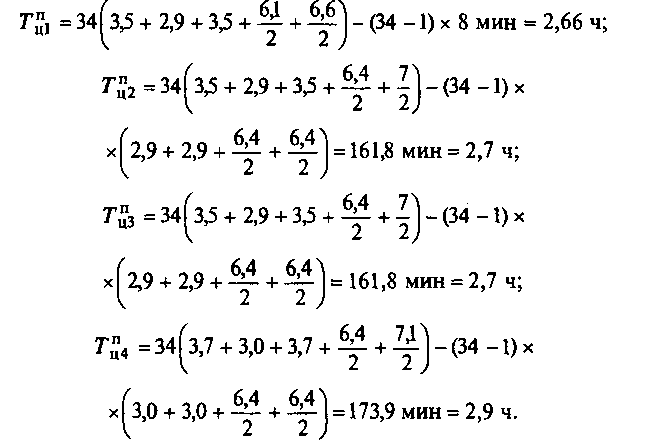 Tⁿ_ц1 = 34(3,5 + 2,9 + 3,5 + 6,1/2 + 6,6/2) − (34 − 1) × 8 мин = 2,66 ч;
Tⁿ_ц2 = 34(3,5 + 2,9 + 3,5 + 6,4/2 + 7/2) − (34 − 1) ×
×(2,9 + 2,9 + 6,4/2 + 6,4/2) = 161,8 мин = 2,7 ч;
Tⁿ_ц3 = 34(3,5 + 2,9 + 3,5 + 6,4/2 + 7/2) − (34 − 1) ×
×(2,9 + 2,9 + 6,4/2 + 6,4/2) = 161,8 мин = 2,7 ч;
Tⁿ_ц4 = 34(3,7 + 3,0 + 3,7 + 6,4/2 + 7,1/2) − (34 − 1) ×
×(3,0 + 3,0 + 6,4/2 + 6,4/2) = 173,9 мин = 2,9 ч.